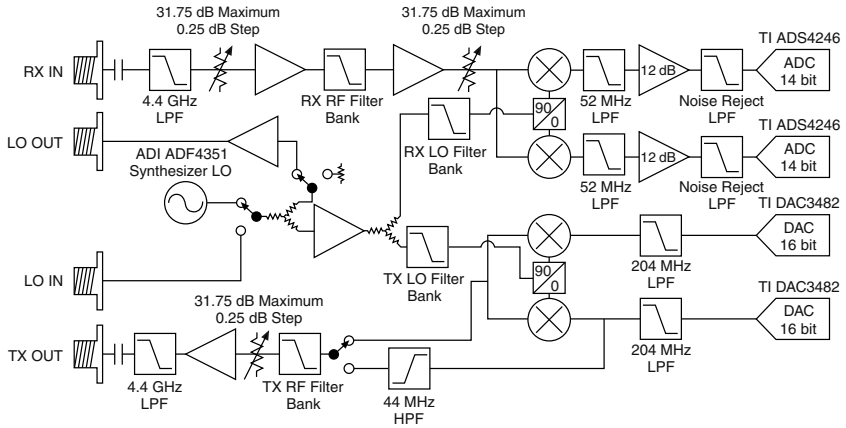 31.75 dB Maximum
0.25 dB Step
31.75 dB Maximum
0.25 dB Step
TI ADS4246
RX IN
12 dB
ADC
14 bit
4.4 GHz
LPF
RX RF Filter
Bank
52 MHz
LPF
Noise Reject
LPF
90
0
LO OUT
ADI ADF4351
Synthesizer LO
RX LO Filter
Bank
TI ADS4246
12 dB
ADC
14 bit
52 MHz
LPF
Noise Reject
LPF
TI DAC3482
DAC
16 bit
TX LO Filter
Bank
90
0
204 MHz
LPF
LO IN
31.75 dB Maximum
0.25 dB Step
TI DAC3482
DAC
16 bit
TX OUT
204 MHz
LPF
4.4 GHz
LPF
TX RF Filter
Bank
44 MHz
HPF